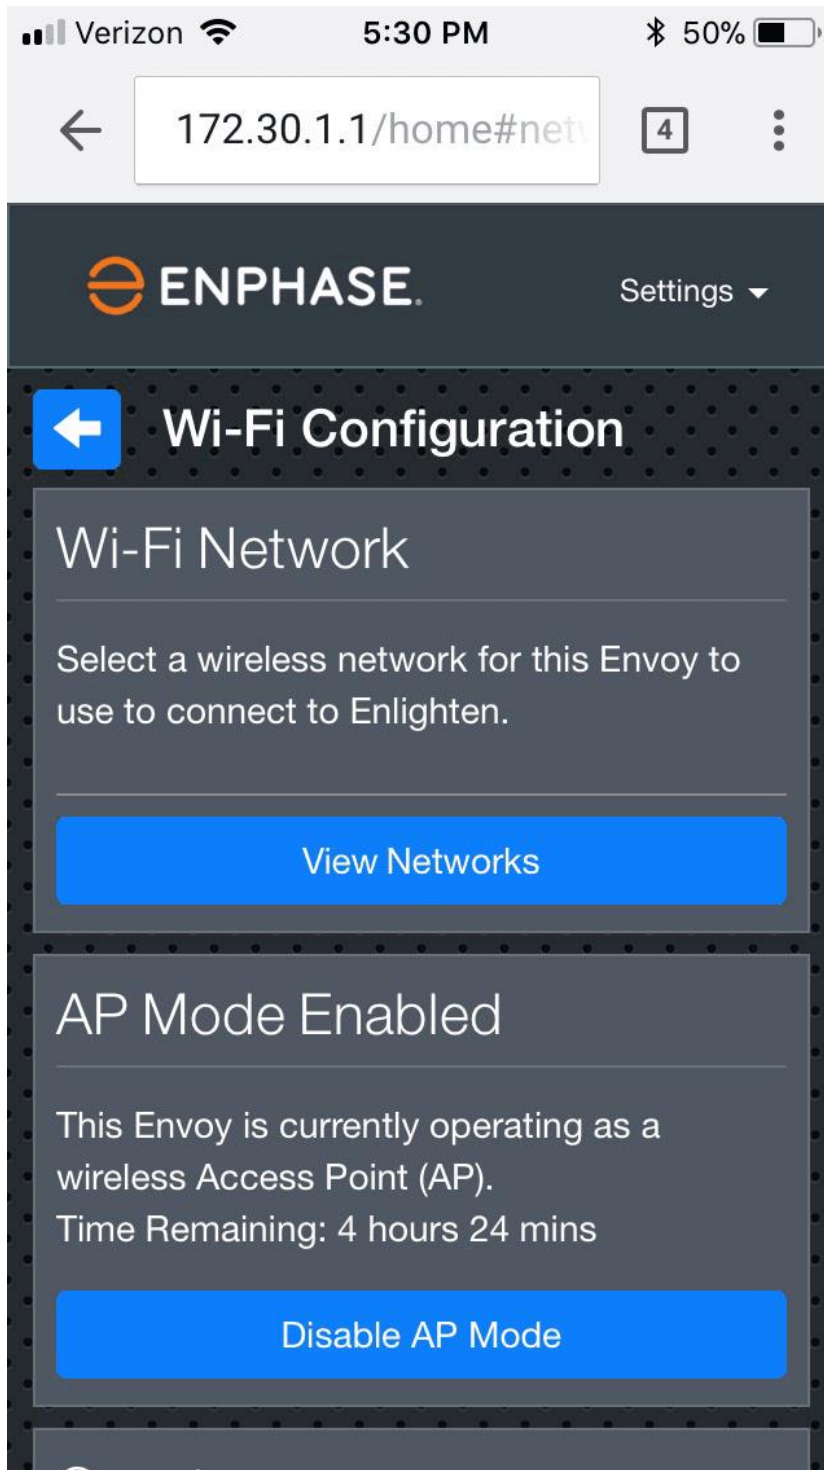 Verizon 5:30 PM 50%
172.30.1.1/home#net
4
ENPHASE.
Settings
Wi-Fi Configuration
Wi-Fi Network
Select a wireless network for this Envoy to
use to connect to Enlighten.
View Networks
AP Mode Enabled
This Envoy is currently operating as a
wireless Access Point (AP).
Time Remaining: 4 hours 24 mins
Disable AP Mode